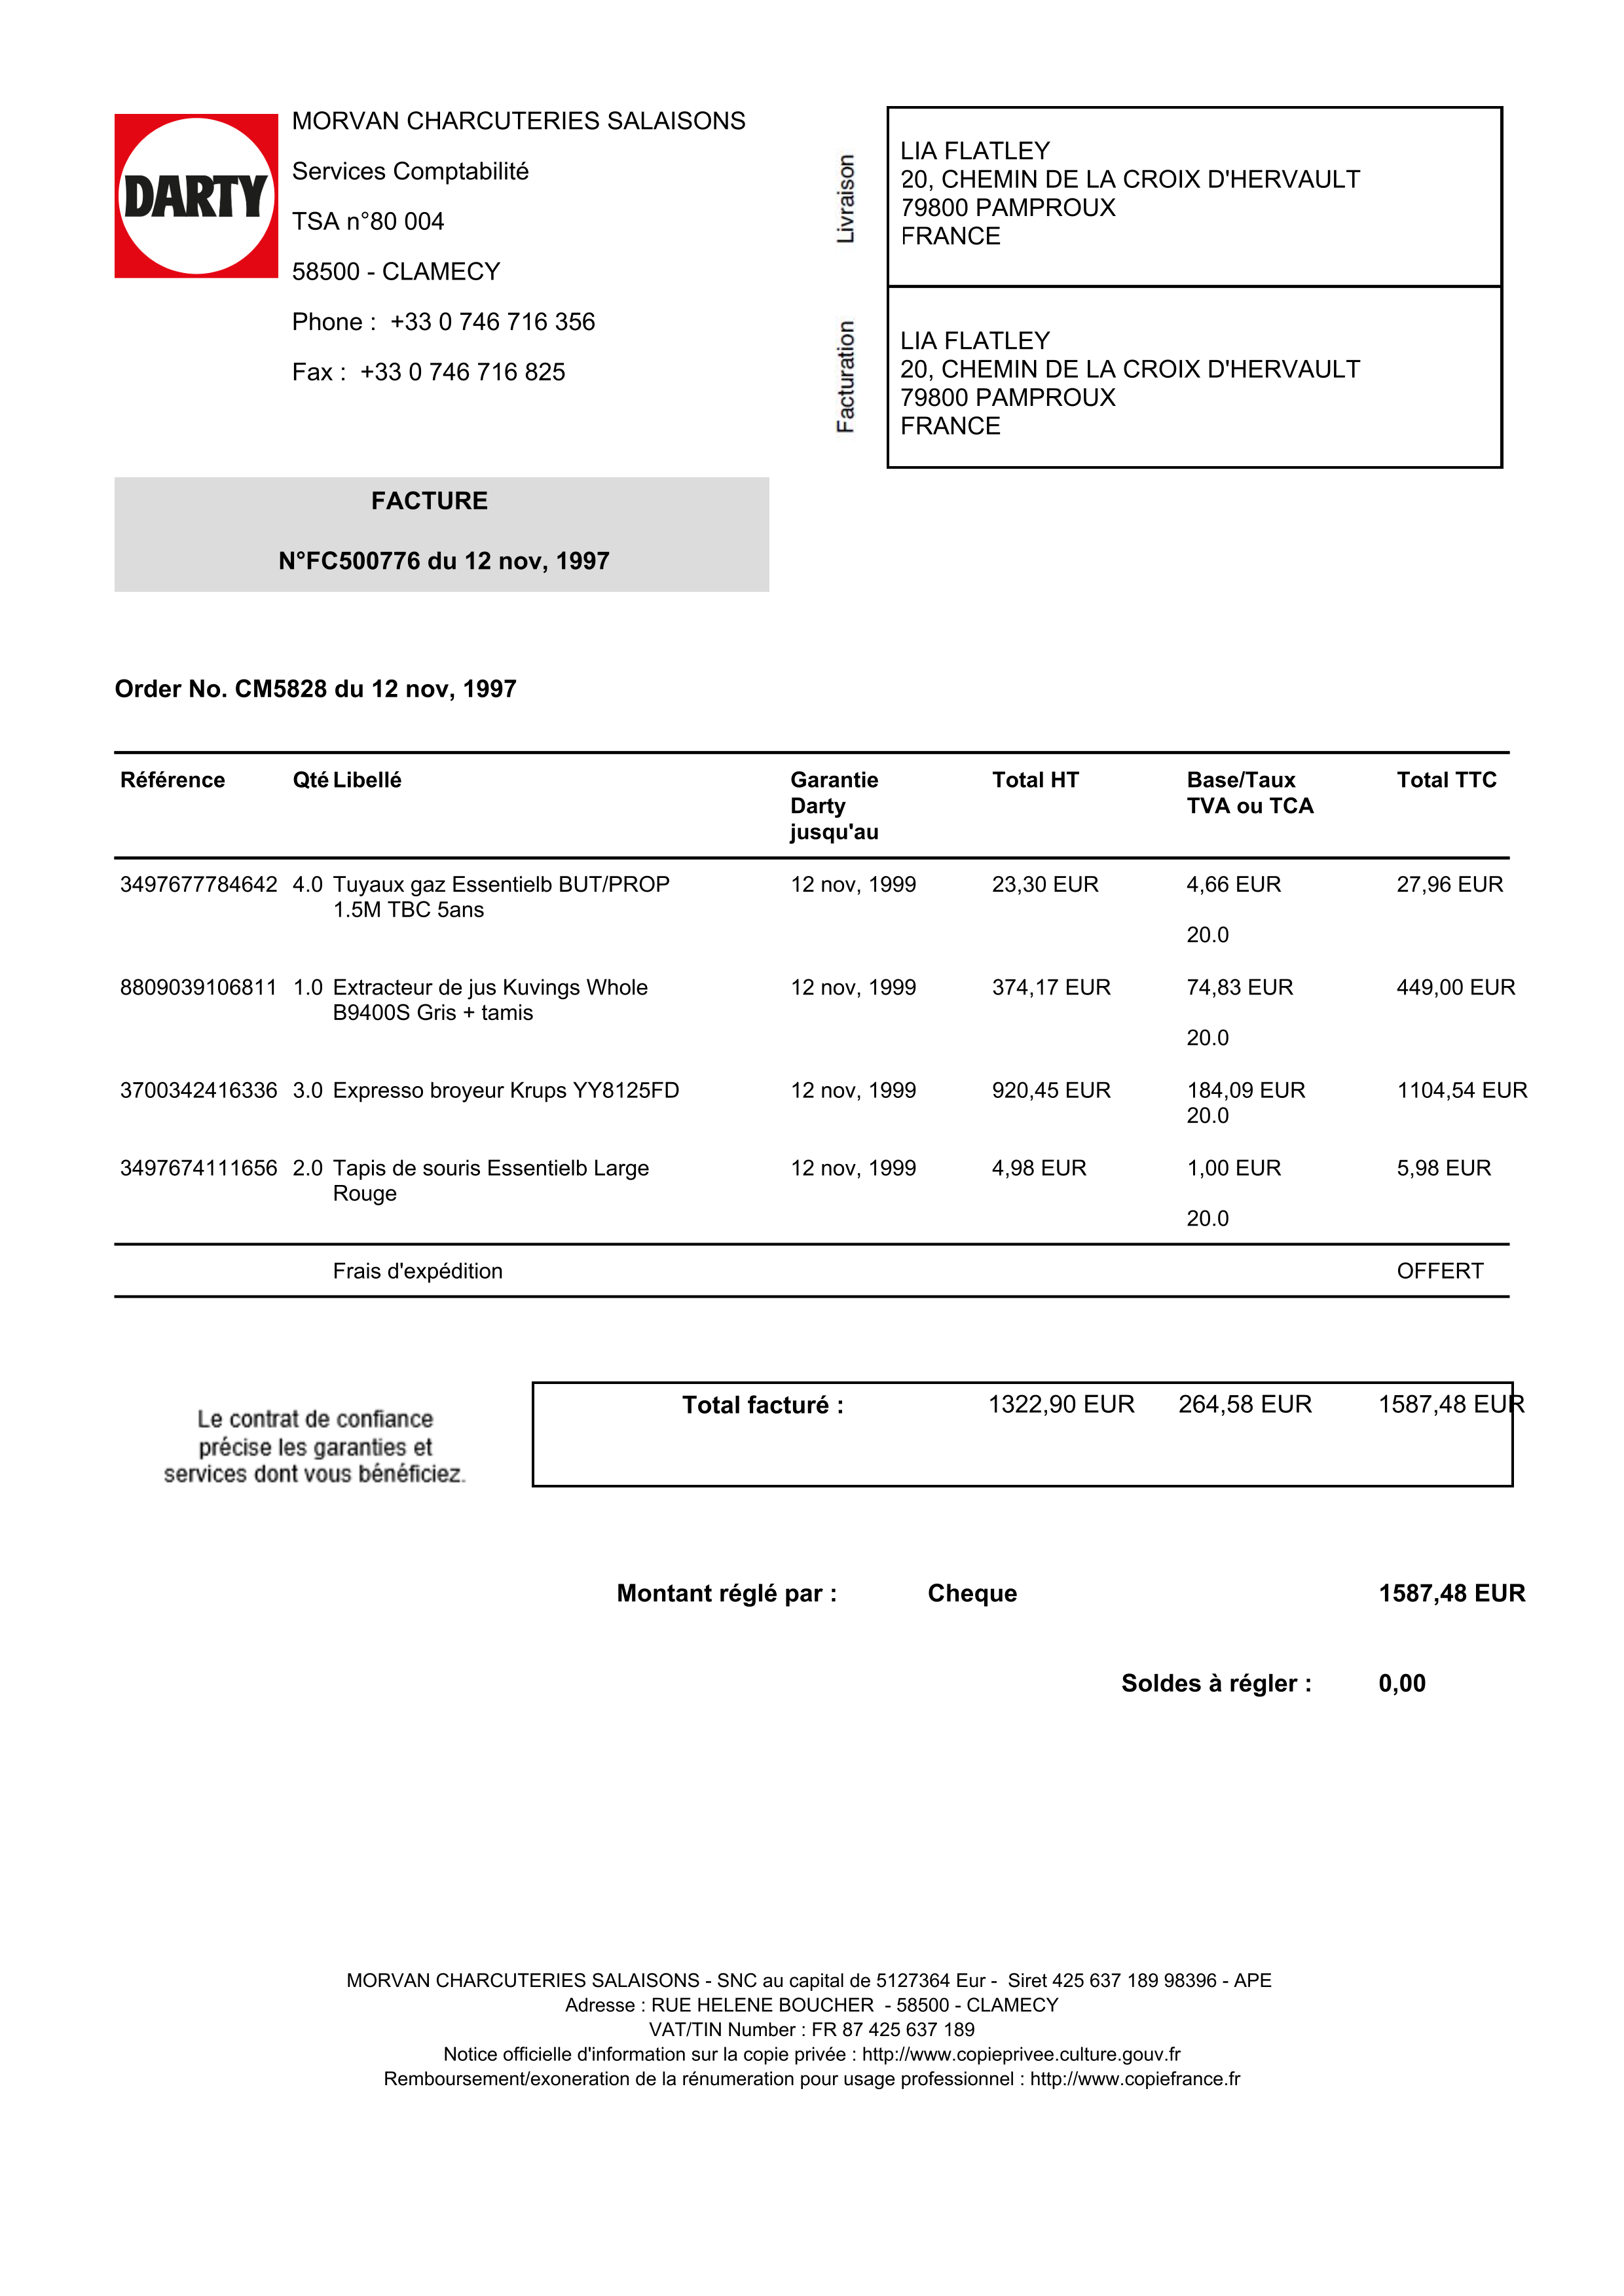 DARTY
MORVAN CHARCUTERIES SALAISONS
Services Comptabilité
TSA n°80 004
58500 - CLAMECY
Phone : +33 0 746 716 356
Fax : +33 0 746 716 825
Livraison
LIA FLATLEY
20, CHEMIN DE LA CROIX D'HERVAULT
79800 PAMPROUX
FRANCE
Facturation
LIA FLATLEY
20, CHEMIN DE LA CROIX D'HERVAULT
79800 PAMPROUX
FRANCE
FACTURE
N°FC500776 du 12 nov, 1997
Order No. CM5828 du 12 nov, 1997
Référence Qté Libellé Garantie Total HT Base/Taux Total TTC
Darty TVA ou TCA
jusqu'au
3497677784642 4.0 Tuyaux gaz Essentielb BUT/PROP 12 nov, 1999 23,30 EUR 4,66 EUR 27,96 EUR
1.5M TBC 5ans
20.0
8809039106811 1.0 Extracteur de jus Kuvings Whole 12 nov, 1999 374,17 EUR 74,83 EUR 449,00 EUR
B9400S Gris + tamis
20.0
3700342416336 3.0 Expresso broyeur Krups YY8125FD 12 nov, 1999 920,45 EUR 184,09 EUR 1104,54 EUR
20.0
3497674111656 2.0 Tapis de souris Essentielb Large 12 nov, 1999 4,98 EUR 1,00 EUR 5,98 EUR
Rouge
20.0
Frais d'expédition OFFERT
Le contrat de confiance
précise les garanties et
services dont vous bénéficiez.
Total facturé : 1322,90 EUR 264,58 EUR 1587,48 EUR
Montant réglé par : Cheque 1587,48 EUR
Soldes à régler : 0,00
MORVAN CHARCUTERIES SALAISONS - SNC au capital de 5127364 Eur - Siret 425 637 189 98396 - APE
Adresse : RUE HELENE BOUCHER - 58500 - CLAMECY
VAT/TIN Number : FR 87 425 637 189
Notice officielle d'information sur la copie privée : http://www.copieprivee.culture.gouv.fr
Remboursement/exoneration de la rénumeration pour usage professionnel : http://www.copiefrance.fr